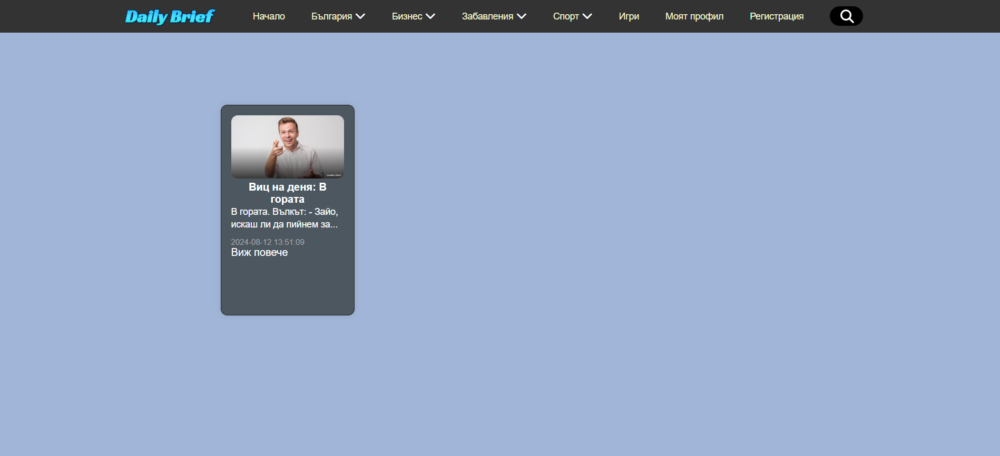 Daily Brief
Начало
България
Бизнес
Забавления
Спорт
Игри
Моят профил
Регистрация
Виц на деня: В
гората
В гората. Вълкът: - Зайо,
искаш ли да пийнем за...
2024-08-12 13:51:09
Виж повече